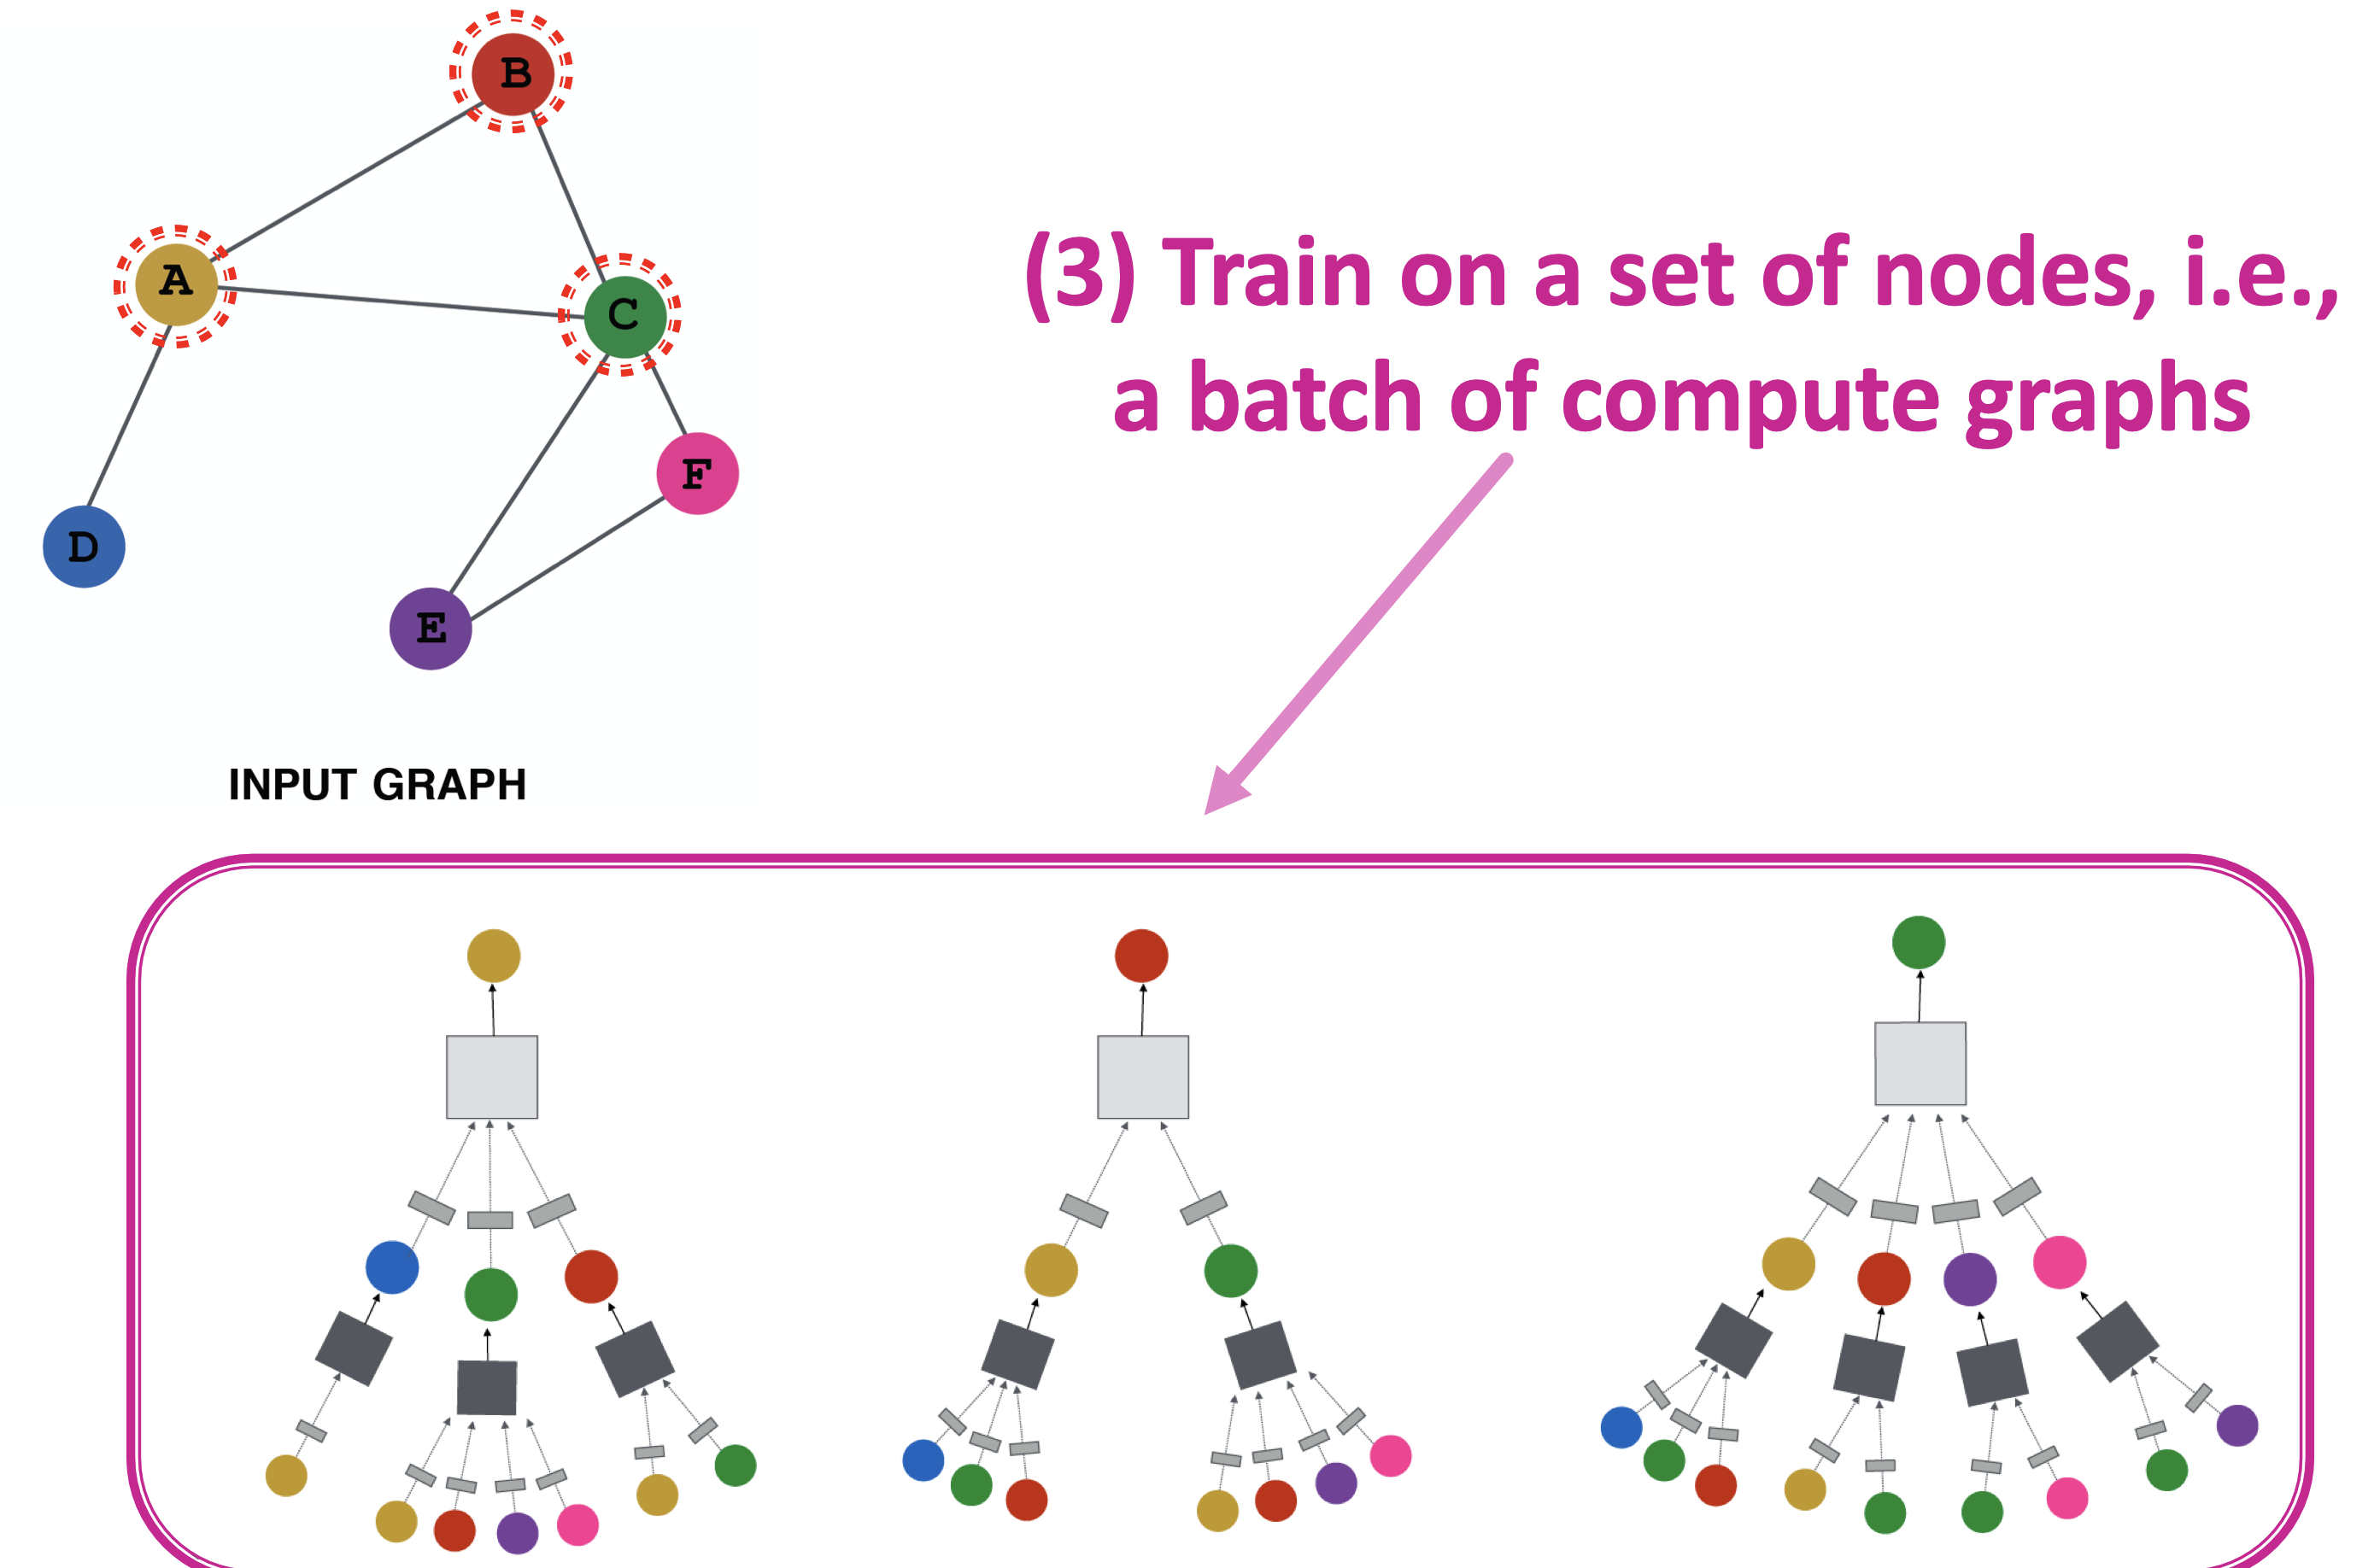 B
A
C
F
D
E
(3) Train on a set of nodes, i.e.,
a batch of compute graphs
INPUT GRAPH